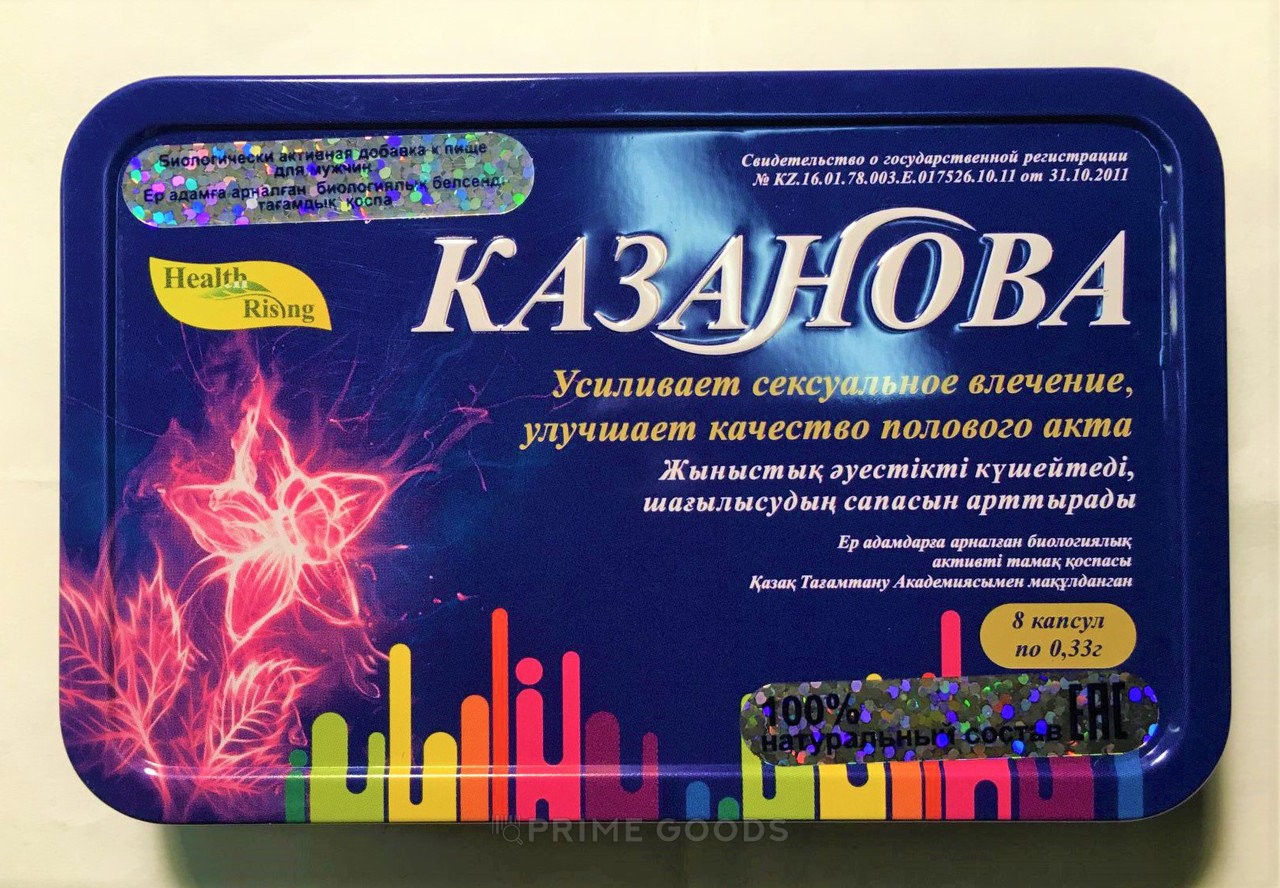 Биологически активная добавка к пище
для мужчин
Ер адамға арналған биологиялық белсенді
тағамдық қоспа
Свидетельство о государственной регистрации
№ KZ.16.01.78.003.Е.017526.10.11 от 31.10.2011
Health
Rising
КАЗАНОВА
Усиливает сексуальное влечение,
улучшает качество полового акта
Жыныстық әуестікті күшейтеді,
шағылысудың сапасын арттырады
Ер адамдарға арналған биологиялық
активті тамақ қоспасы
Қазақ Тағамтану Академиясымен мақұлданган
8 капсул
по 0,33г
100%
натуральный состав EAC
PRIME GOODS